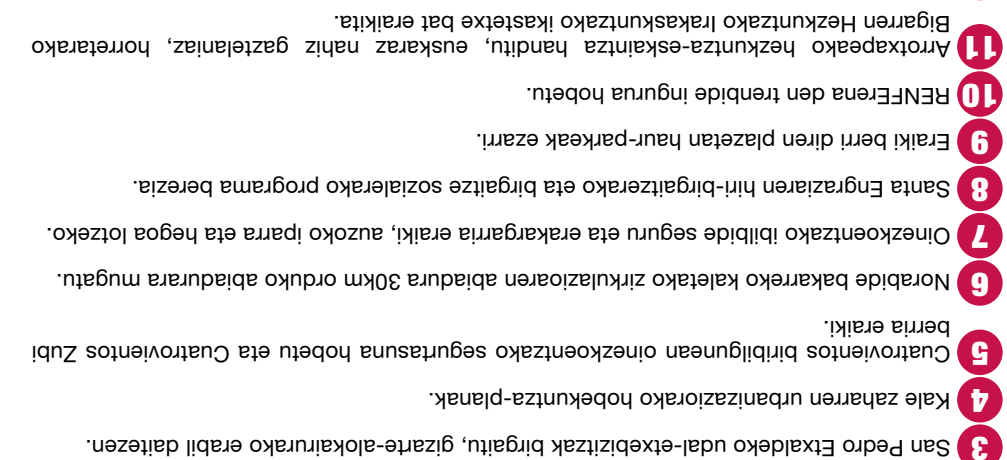 3 San Pedro Etxaldeko udal-etxebizitzak birgaitu, gizarte-alokairurako erabil daitezen.
4 Kale zaharren urbanizaziorako hobekuntza-planak.
5 Cuatrovientos biribilgunean oinezkoentzako segurtasuna hobetu eta Cuatrovientos Zubi
berria eraiki.
6 Norabide bakarreko kaletako zirkulazioaren abiadura 30km orduko abiadurara mugatu.
7 Oinezkoentzako ibilbide seguru eta erakargarria eraiki, auzoko iparra eta hegoa lotzeko.
8 Santa Engraziaren hiri-birgaitzerako eta birgaitze sozialerako programa berezia.
9 Eraiki berri diren plazetan haur-parkeak ezarri.
10 RENFErena den trenbide ingurua hobetu.
11 Arrotxapeako hezkuntza-eskaintza handitu, euskaraz nahiz gaztelaniaz, horretarako
Bigarren Hezkuntzako Irakaskuntzako ikastetxe bat eraikita.